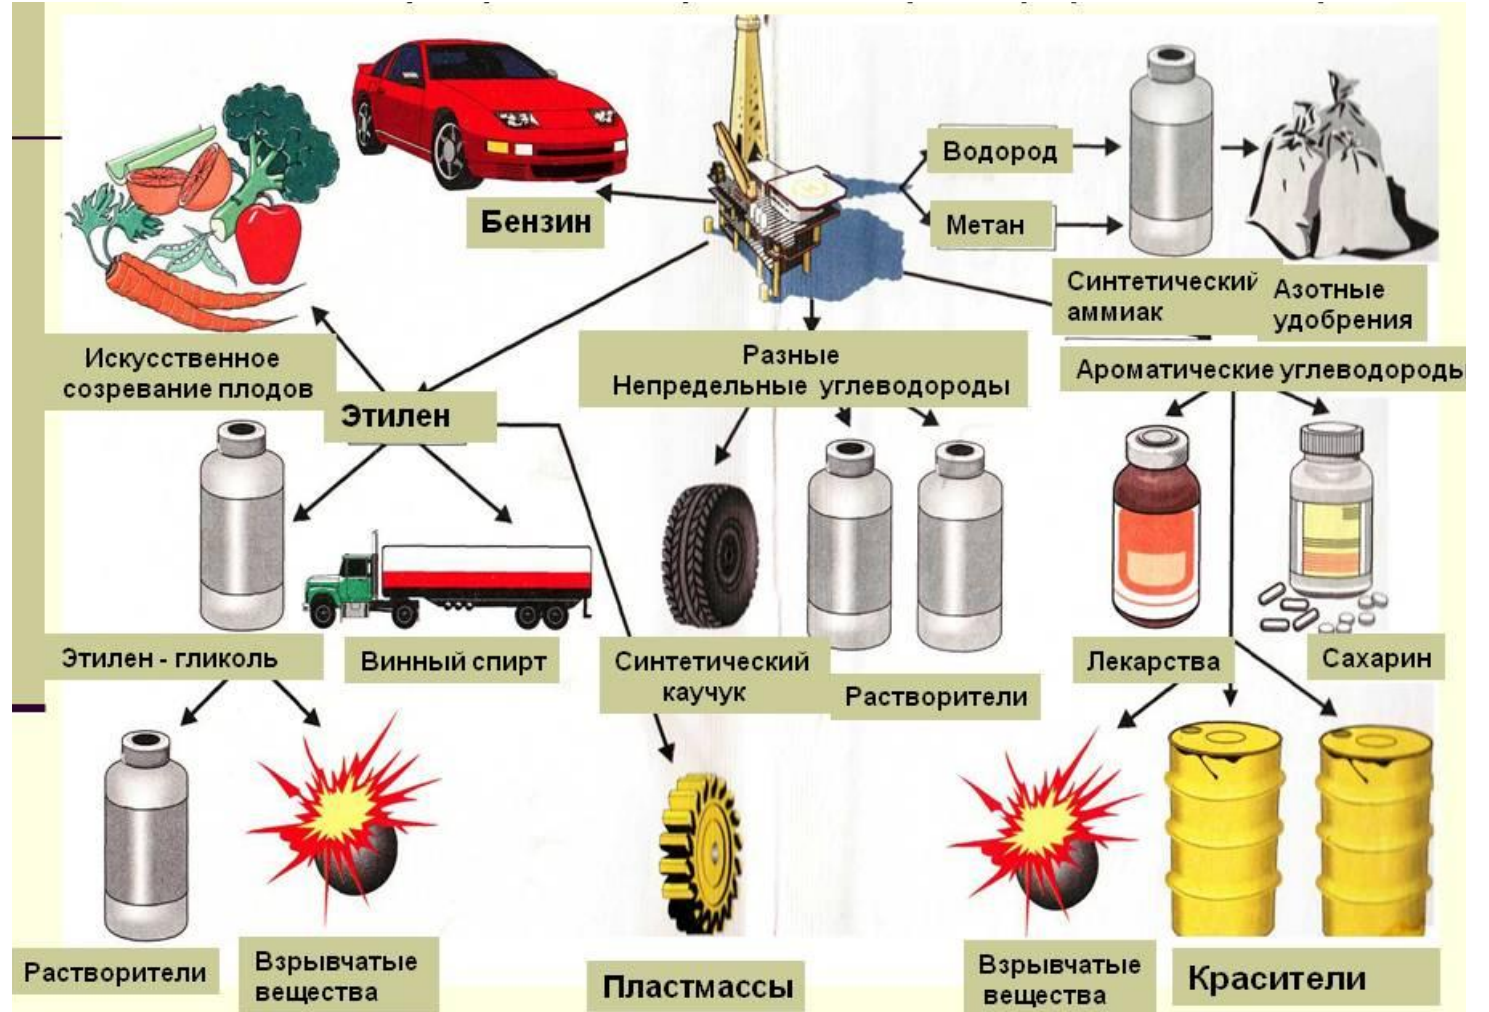 Бензин
Водород
Метан
Синтетический
аммиак
Азотные
удобрения
Искусственное
созревание плодов
Этилен
Разные
Непредельные углеводороды
Ароматические углеводороды
Этилен - гликоль
Винный спирт
Синтетический
каучук
Растворители
Лекарства
Сахарин
Растворители
Взрывчатые
вещества
Пластмассы
Взрывчатые
вещества
Красители